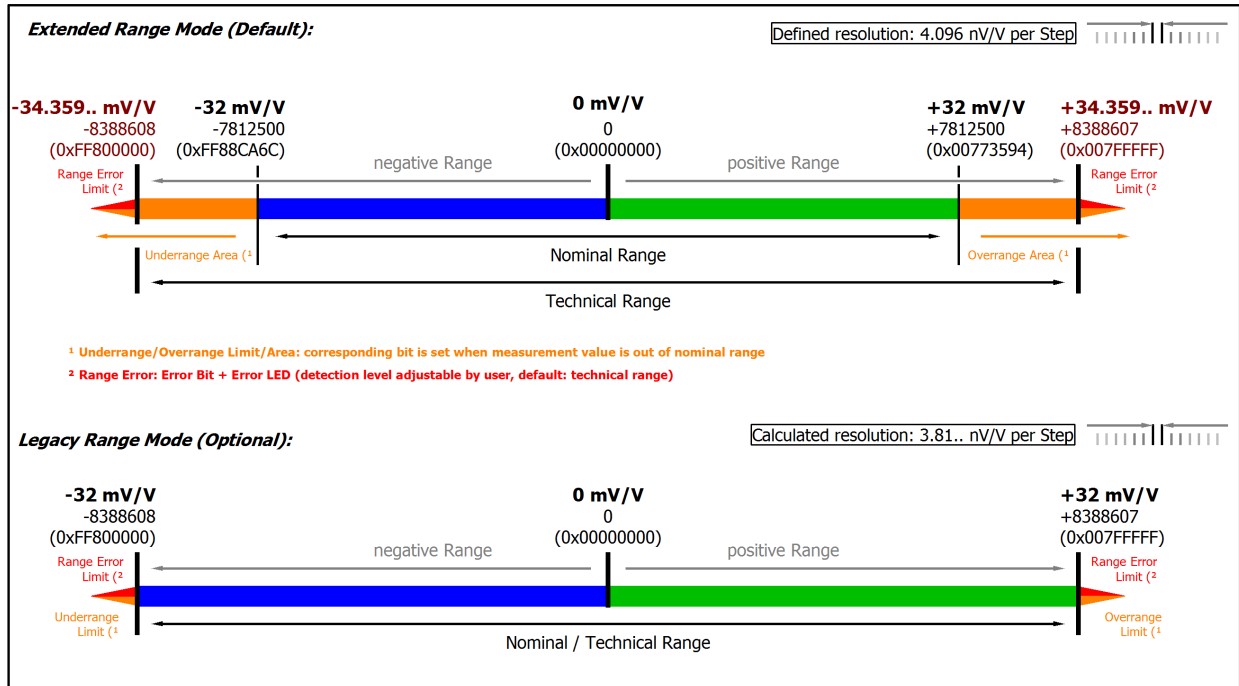 Extended Range Mode (Default):
Defined resolution: 4.096 nV/V per Step
-34.359.. mV/V
-8388608
(0xFF800000)
-32 mV/V
-7812500
(0xFF88CA6C)
0 mV/V
0
(0x00000000)
+32 mV/V
+7812500
(0x00773594)
+34.359.. mV/V
+8388607
(0x007FFFFF)
negative Range
positive Range
Range Error
Limit (²
Range Error
Limit (²
Underrange Area (¹
Nominal Range
Overrange Area (¹
Technical Range
¹ Underrange/Overrange Limit/Area: corresponding bit is set when measurement value is out of nominal range
² Range Error: Error Bit + Error LED (detection level adjustable by user, default: technical range)
Legacy Range Mode (Optional):
Calculated resolution: 3.81.. nV/V per Step
-32 mV/V
-8388608
(0xFF800000)
0 mV/V
0
(0x00000000)
+32 mV/V
+8388607
(0x007FFFFF)
negative Range
positive Range
Range Error
Limit (²
Range Error
Limit (²
Underrange
Limit (¹
Overrange
Limit (¹
Nominal / Technical Range